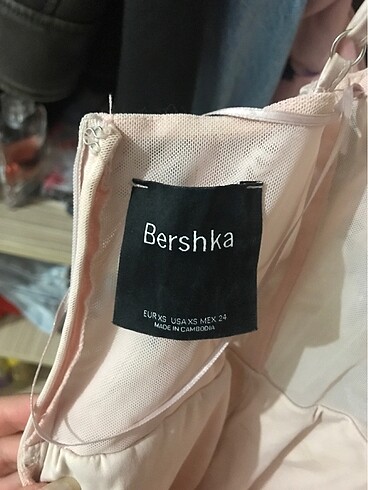 Bershka
EUR XS USA XS MEX 24
MADE IN CAMBODIA